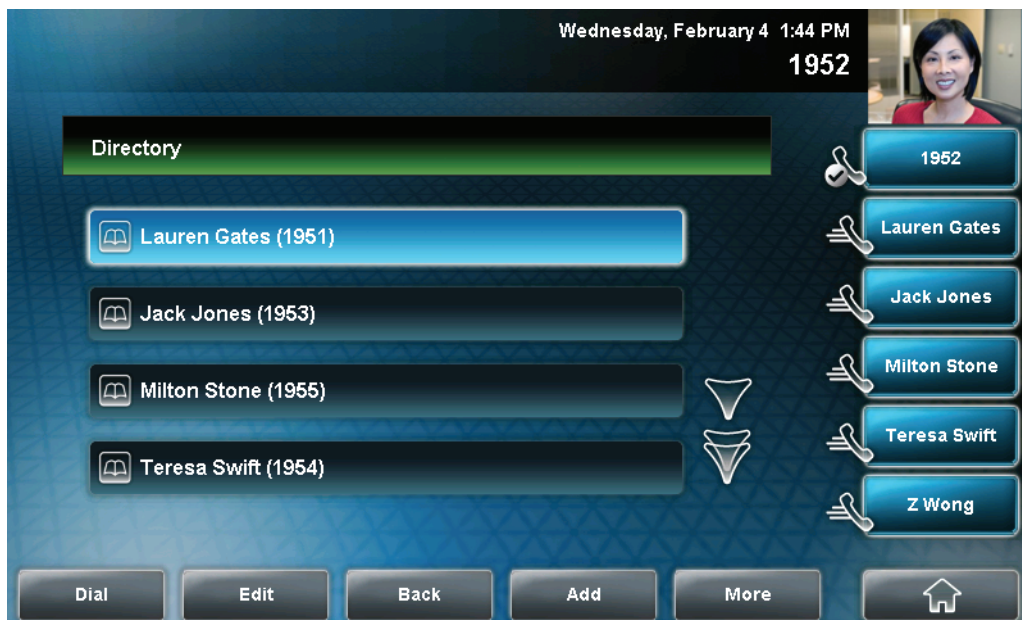 Wednesday, February 4 1:44 PM
1952
Directory
Lauren Gates (1951)
Jack Jones (1953)
Milton Stone (1955)
Teresa Swift (1954)
1952
Lauren Gates
Jack Jones
Milton Stone
Teresa Swift
Z Wong
Dial Edit Back Add More